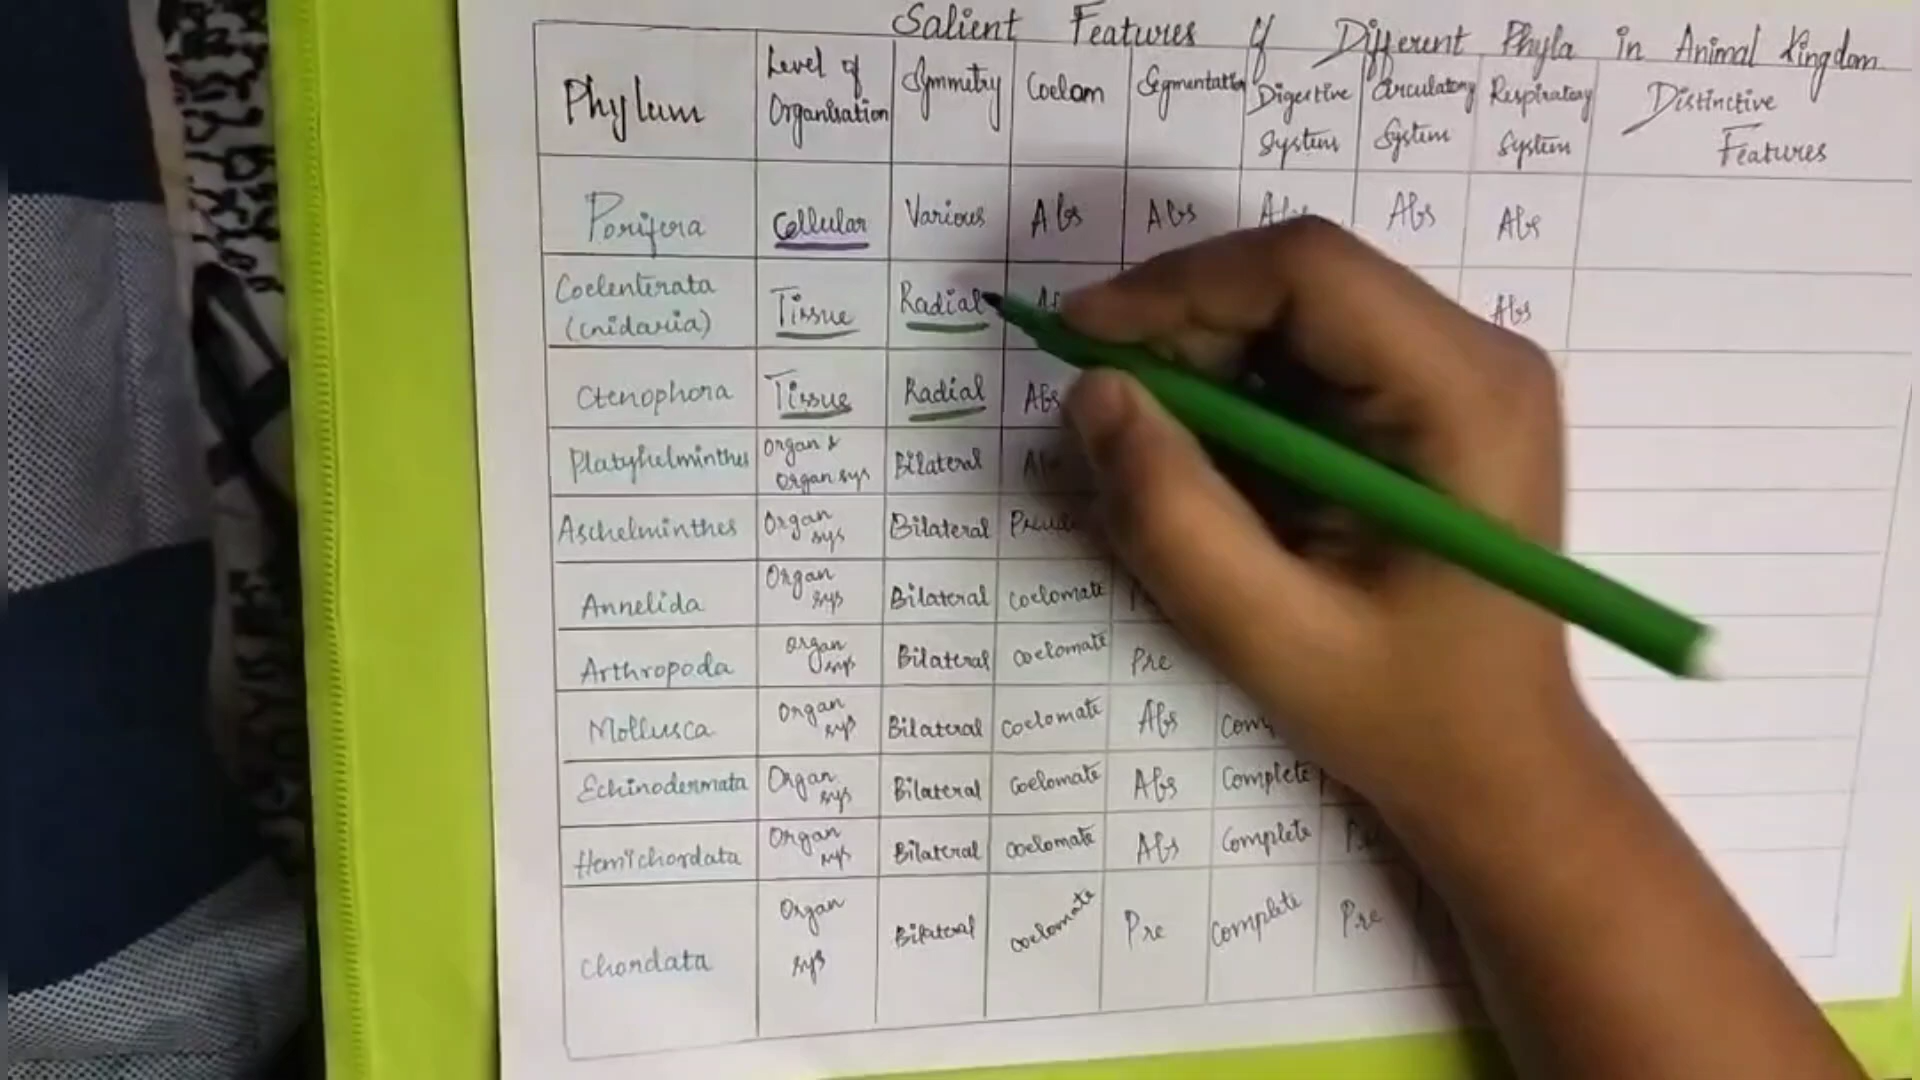 Salient Features of Different Phyla in Animal Kingdom
Phylum
Level of
Organisation
Symmetry
Coelom
Segmentation
Digestive
System
Circulatory
System
Respiratory
System
Distinctive
Features
Porifera
Cellular
Various
Abs
Abs
Abs
Abs
Coelenterata
(Cnidaria)
Tissue
Radial
Abs
Ctenophora
Tissue
Radial
Abs
Platyhelminthes
Organ &
organ sys
Bilateral
Aschelminthes
Organ
sys
Bilateral
Annelida
Organ
sys
Bilateral
Coelomate
Arthropoda
Organ
sys
Bilateral
Coelomate
Pre
Mollusca
Organ
sys
Bilateral
Coelomate
Abs
Echinodermata
Organ
sys
Bilateral
Coelomate
Abs
Complete
Hemichordata
Organ
sys
Bilateral
Coelomate
Abs
Complete
Chordata
Organ
sys
Bilateral
Coelomate
Pre
Complete
Pre